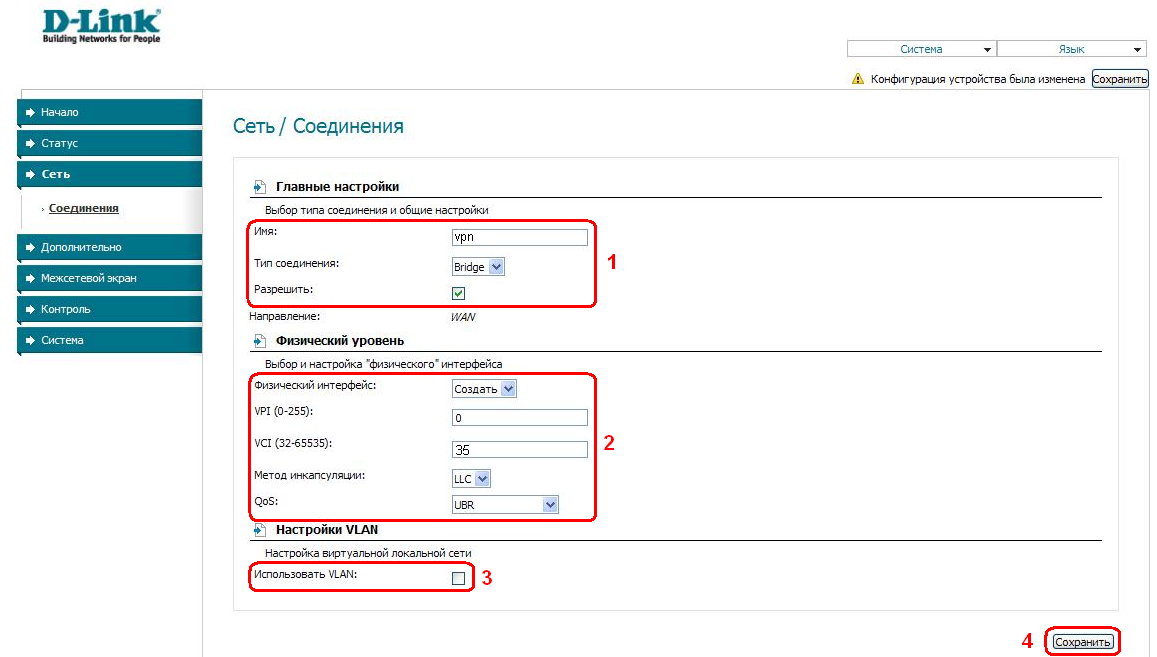 D-Link
Building Networks for People
Система Язык
Конфигурация устройства была изменена Сохранить
Начало
Статус
Сеть
Соединения
Дополнительно
Межсетевой экран
Контроль
Система
Сеть / Соединения
Главные настройки
Выбор типа соединения и общие настройки
Имя: vpn
Тип соединения: Bridge
Разрешить:
1
Направление: WAN
Физический уровень
Выбор и настройка "физического" интерфейса
Физический интерфейс: Создать
VPI (0-255): 0
VCI (32-65535): 35
Метод инкапсуляции: LLC
QoS: UBR
2
Настройки VLAN
Настройка виртуальной локальной сети
Использовать VLAN:
3
4 Сохранить